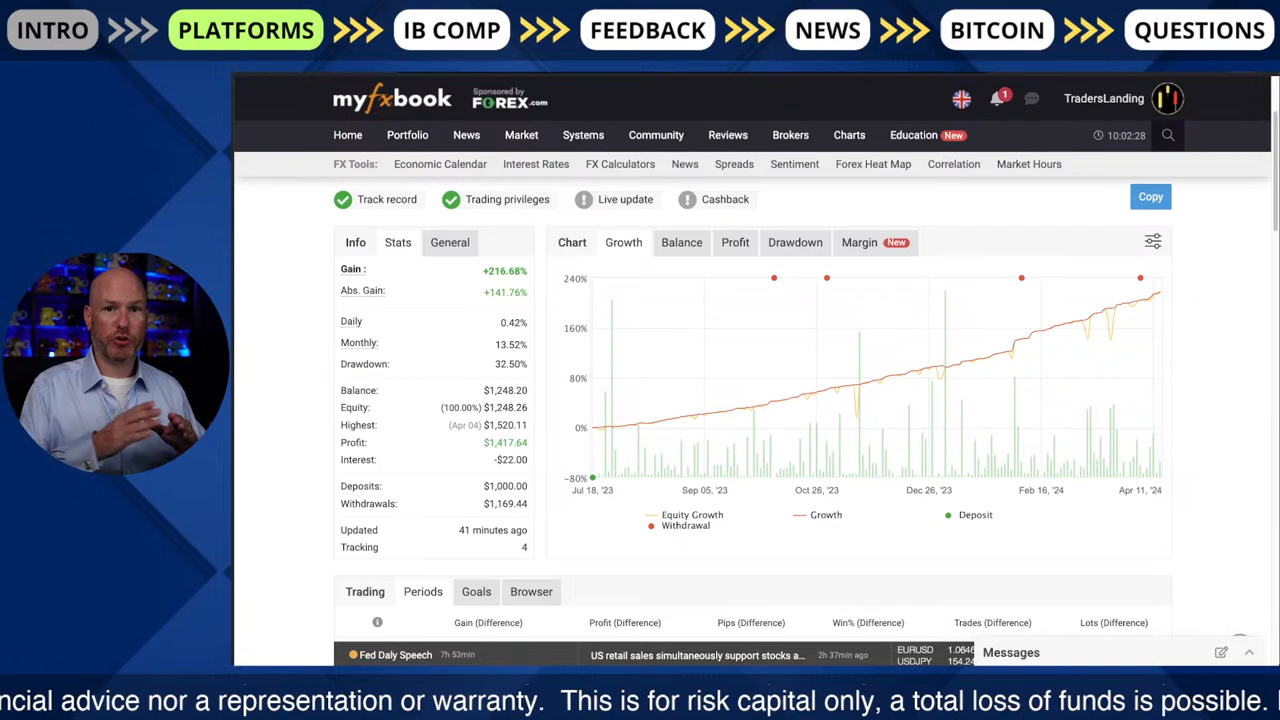 INTRO >>> PLATFORMS >>> IB COMP >>> FEEDBACK >>> NEWS >>> BITCOIN >>> QUESTIONS
myfxbook Sponsored by FOREX.com
1 TradersLanding
Home Portfolio News Market Systems Community Reviews Brokers Charts Education New 10:02:28
FX Tools: Economic Calendar Interest Rates FX Calculators News Spreads Sentiment Forex Heat Map Correlation Market Hours
Track record Trading privileges Live update Cashback Copy
Info Stats General
Gain : +216.68%
Abs. Gain: +141.76%
Daily 0.42%
Monthly: 13.52%
Drawdown: 32.50%
Balance: $1,248.20
Equity: (100.00%) $1,248.26
Highest: (Apr 04) $1,520.11
Profit: $1,417.64
Interest: -$22.00
Deposits: $1,000.00
Withdrawals: $1,169.44
Updated 41 minutes ago
Tracking 4
Chart Growth Balance Profit Drawdown Margin New
240%
160%
80%
0%
-80%
Jul 18, '23 Sep 05, '23 Oct 26, '23 Dec 26, '23 Feb 16, '24 Apr 11, '24
Equity Growth Growth Deposit
Withdrawal
Trading Periods Goals Browser
Gain (Difference) Profit (Difference) Pips (Difference) Win% (Difference) Trades (Difference) Lots (Difference)
Fed Daly Speech 7h 53min US retail sales simultaneously support stocks a... 2h 37min ago
EURUSD 1.0646
USDJPY 154.24
Messages
ncial advice nor a representation or warranty. This is for risk capital only, a total loss of funds is possible.